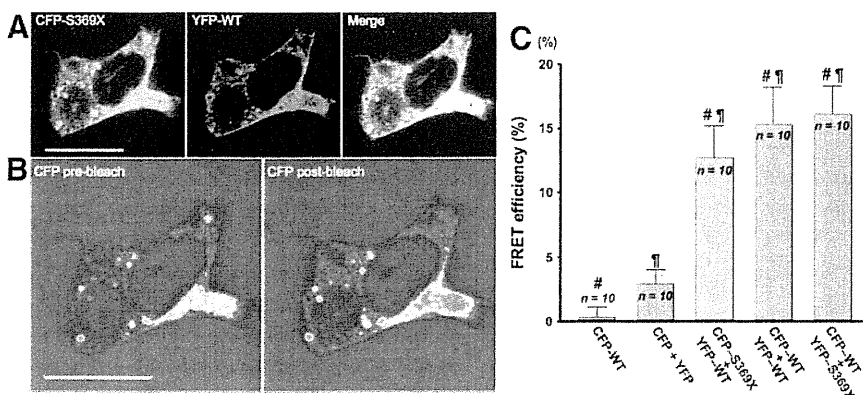 A
CFP-S369X
YFP-WT
Merge
B
CFP pre-bleach
CFP post-bleach
C
(%)
FRET efficiency (%)
20
15
10
5
0
#
n = 10
¶
n = 10
# ¶
n = 10
# ¶
n = 10
# ¶
n = 10
CFP-WT
CFP + YFP
CFP-S369X
+
YFP-WT
CFP-WT
+
YFP-WT
CFP-WT
+
YFP-S369X